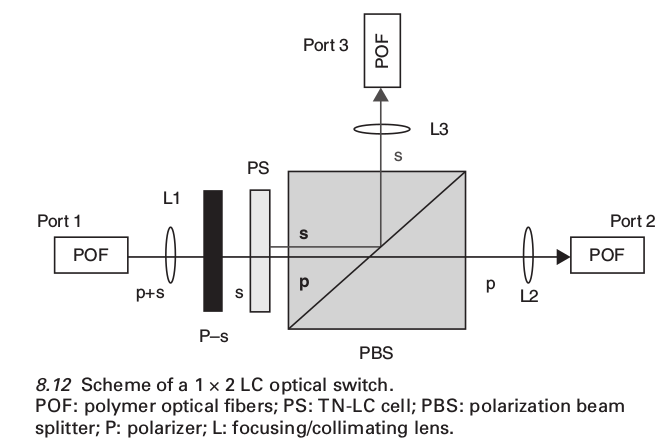 Port 3
POF
L3
s
PS
L1
Port 1
Port 2
s
POF
POF
p+s
s
p
p
L2
P–s
PBS
8.12 Scheme of a 1 × 2 LC optical switch.
POF: polymer optical fibers; PS: TN-LC cell; PBS: polarization beam
splitter; P: polarizer; L: focusing/collimating lens.